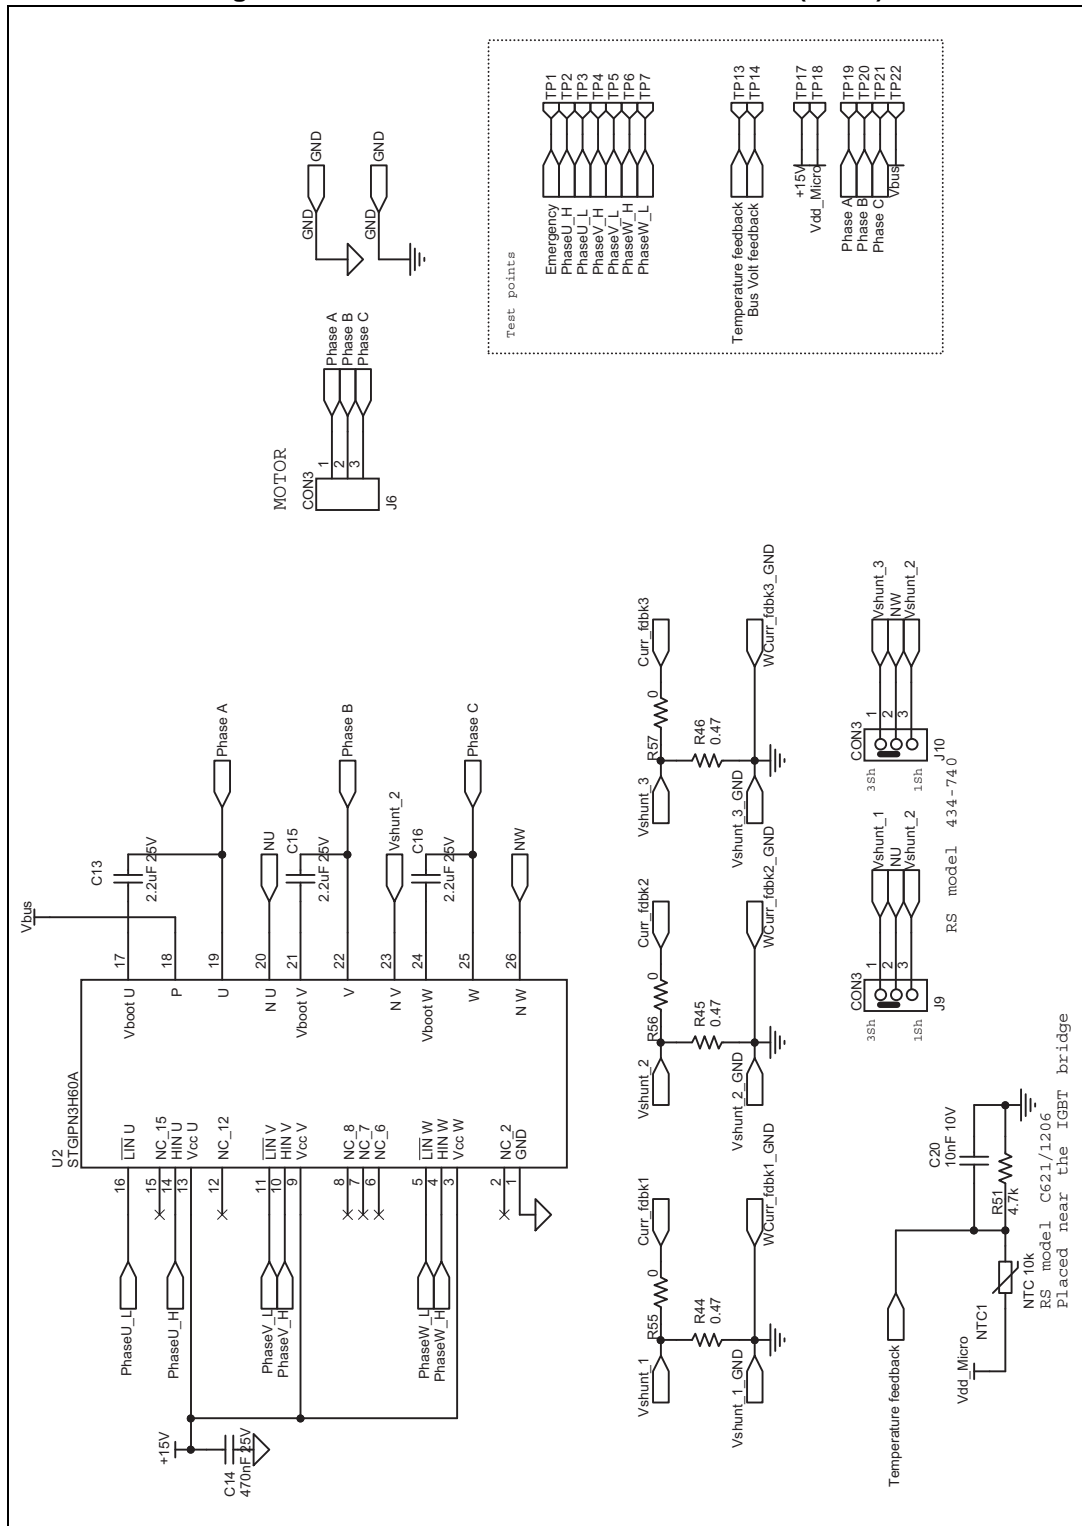 U2
STGIPN3H60A
16
LIN U
15
NC_15
14
HIN U
13
Vcc U
12
NC_12
11
LIN V
10
HIN V
9
Vcc V
8
NC_8
7
NC_7
6
NC_6
5
LIN W
4
HIN W
3
Vcc W
2
NC_2
1
GND
Vboot U
17
P
18
U
19
N U
20
Vboot V
21
V
22
N V
23
Vboot W
24
W
25
N W
26
PhaseU_L
PhaseU_H
PhaseV_L
PhaseV_H
PhaseW_L
PhaseW_H
+15V
C14
470nF 25V
Vbus
C13
2.2uF 25V
Phase A
NU
C15
2.2uF 25V
Phase B
Vshunt_2
C16
2.2uF 25V
Phase C
NW
MOTOR
CON3
1
2
3
J6
Phase A
Phase B
Phase C
GND
GND
GND
GND
Test points
Emergency
TP1
PhaseU_H
TP2
PhaseU_L
TP3
PhaseV_H
TP4
PhaseV_L
TP5
PhaseW_H
TP6
PhaseW_L
TP7
Temperature feedback
TP13
Bus Volt feedback
TP14
+15V
TP17
Vdd_Micro
TP18
Phase A
TP19
Phase B
TP20
Phase C
TP21
Vbus
TP22
Vshunt_1
R55
0
Curr_fdbk1
R44
0.47
Vshunt_1_GND
WCurr_fdbk1_GND
Vshunt_2
R56
0
Curr_fdbk2
R45
0.47
Vshunt_2_GND
WCurr_fdbk2_GND
Vshunt_3
R57
0
Curr_fdbk3
R46
0.47
Vshunt_3_GND
WCurr_fdbk3_GND
Temperature feedback
Vdd_Micro
NTC1
NTC 10k
RS model C621/1206
Placed near the IGBT bridge
R51
4.7k
C20
10nF 10V
CON3
3Sh
1Sh
J9
1
2
3
Vshunt_1
NU
Vshunt_2
CON3
3Sh
1Sh
J10
1
2
3
Vshunt_3
NW
Vshunt_2
RS model 434-740